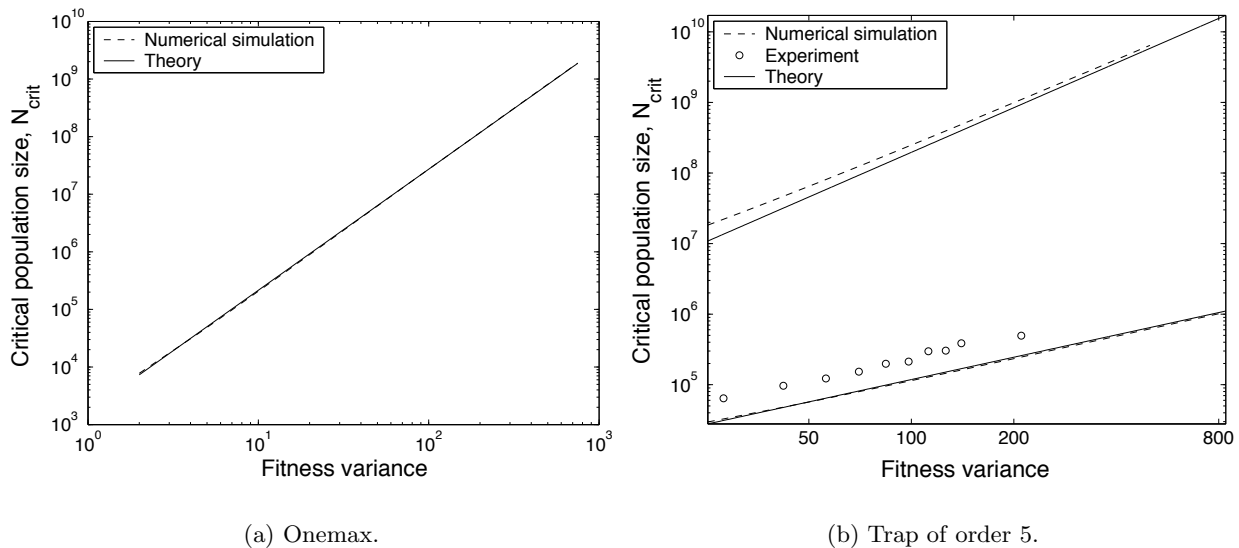 10^10
10^9
10^8
10^7
10^6
10^5
10^4
10^3
Critical population size, N_crit
Numerical simulation
Theory
10^0
10^1
10^2
10^3
Fitness variance
(a) Onemax.
10^10
10^9
10^8
10^7
10^6
10^5
Critical population size, N_crit
Numerical simulation
Experiment
Theory
50
100
200
800
Fitness variance
(b) Trap of order 5.